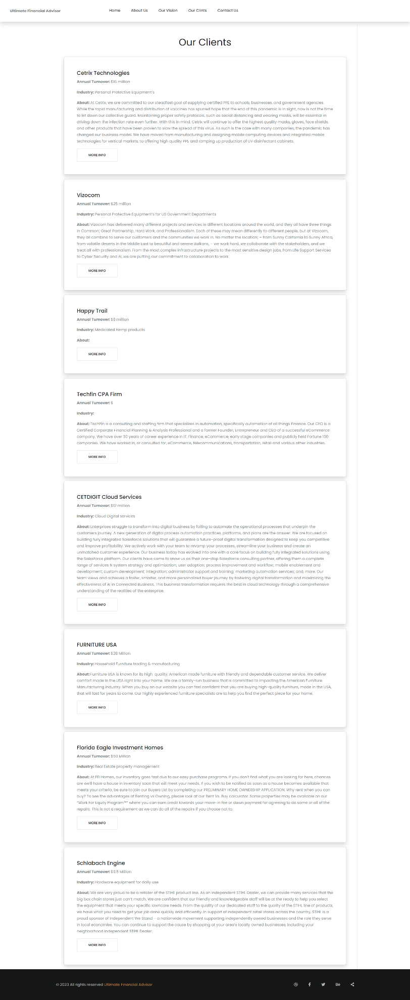 Ultimate Financial Advisor
Home About Us Our Vision Our Clints Contact Us
Our Clients
Cetrix Technologies
Annual Turnover: $16 million
Industry: Personal Protective Equipment's
About: At Cetrix, we are committed to our steadfast goal of supplying certified PPE to schools, businesses, and government agencies.
While the rapid manufacturing and distribution of vaccines has spurred hope that the end of this pandemic is in sight, now is not the time
to let down our collective guard. Maintaining proper safety protocols, such as social distancing and wearing masks, will be essential in
driving down the infection rate even further. With this in mind, Cetrix will continue to offer the highest quality masks, gloves, face shields,
and other products that have been proven to slow the spread of this virus. As such is the case with many companies, the pandemic has
changed our business model. We have moved from manufacturing and designing mobile computing devices and integrated mobile
technologies for vertical markets, to offering high quality PPE and ramping up production of UV disinfectant cabinets.
MORE INFO
Vizocom
Annual Turnover: $25 million
Industry: Personal Protective Equipment's for US Government Departments
About: Vizocom has delivered many different projects and services in different locations around the world, and they all have three things
in Common; Great Partnership, Hard Work, and Professionalism. Each of these may mean differently to different people, but at Vizocom,
they all combine to serve our customers and the communities we work in. No matter the location; – from Sunny California to Sunny Africa,
from volatile deserts in the Middle East to beautiful and serene Balkans, – we work hard, we collaborate with the stakeholders, and we
treat all with professionalism. From the most complex infrastructure projects to the most sensitive design jobs, from Life Support Services
to Cyber Security and AI, we are putting our commitment to collaboration to work.
MORE INFO
Happy Trail
Annual Turnover: $8 million
Industry: Medicated Hemp products
About:
MORE INFO
Techfin CPA Firm
Annual Turnover: $
Industry:
About: TechFin is a consulting and staffing firm that specializes in automation, specifically automation of all things Finance. Our CEO is a
Certified Corporate Financial Planning & Analysis Professional and a former Founder, Entrepreneur and CEO of a successful eCommerce
company. We have over 30 years of career experience in IT, Finance, eCommerce, early stage companies and publicly held Fortune 100
companies. We have worked in, or consulted for, eCommerce, telecommunications, transportation, retail and various other industries.
MORE INFO
CETDIGIT Cloud Services
Annual Turnover: $12 million
Industry: Cloud Digital services
About: Enterprises struggle to transform into digital business by failing to automate the operational processes that underpin the
customers journey. A new generation of digital process automation practices, platforms, and plans are the answer. We are focused on
building fully integrated Salesforce solutions that will guarantee a future-proof digital transformation designed to keep you competitive,
and improve profitability. We actively work with your team to revamp your processes, streamline your business and create an
unmatched customer experience. Our business today has evolved into one with a core focus on building fully integrated solutions using
the Salesforce platform. Our clients have come to know us as their one-stop Salesforce consulting partner, offering them a complete
range of services N system strategy and optimization; user adoption; process improvement and workflow; mobile enablement and
development; custom development; integration; administrator support and training; marketing automation services; and, more. Our
team views and achieves a faster, smarter, and more personalized buyer journey by fostering digital transformation and maximizing the
effectiveness of AI in Connected Business. This business transformation requires the best in cloud technology through a comprehensive
understanding of the realities of the enterprise.
MORE INFO
FURNITURE USA
Annual Turnover: $28 Million
Industry: Household Furniture trading & manufacturing
About: Furniture USA is known for its high quality, American made furniture with friendly and dependable customer service. We deliver
comfort made in the USA right into your home. We are a family-run business that is committed to impacting the American Furniture
Manufacturing industry. When you buy on our website you can feel confident that you are buying high-quality furniture, made in the USA,
that will last for years to come. Our highly experienced furniture specialists are to help you find the perfect piece for your home.
MORE INFO
Florida Eagle Investment Homes
Annual Turnover: $50 Million
Industry: Real Estate property management
About: At FEI Homes, our inventory goes fast due to our easy purchase programs. If you don't find what you are looking for here, chances
are we'll have a house in inventory soon that will meet your needs. If you wish to be notified as soon as a house becomes available that
meets your criteria, be sure to join our Buyers List by completing our PRELIMINARY HOME OWNERSHIP APPLICATION. Why rent when you can
buy? To see the advantages of Renting vs Owning, please look at our Rent Vs. Buy calculator. Some properties may be available on our
"Work For Equity Program℠" where you can earn credit towards your move-in fee or down payment for agreeing to do some or all of the
repairs. This is not a requirement as we can do all of the repairs if you choose not to.
MORE INFO
Schlabach Engine
Annual Turnover: $9.5 Million
Industry: Hardware equipment for daily use
About: We are very proud to be a retailer of the STIHL product line. As an independent STIHL Dealer, we can provide many services that the
big box chain stores just can't match. We are confident that our friendly and knowledgeable staff will be at the ready to help you select
the equipment that meets your specific lawncare needs. From the quality of our dedicated staff to the quality of the STIHL line of products,
we have what you need to get your job done quickly and efficiently. In support of independent retail stores across the country, STIHL is a
proud sponsor of Independent We Stand – a nationwide movement supporting independently owned businesses and the role they serve
in local economies. You can continue to support the cause by shopping at your area's locally owned businesses, including your
neighborhood independent STIHL Dealer.
MORE INFO
© 2023 All rights reserved Ultimate Financial Advisor